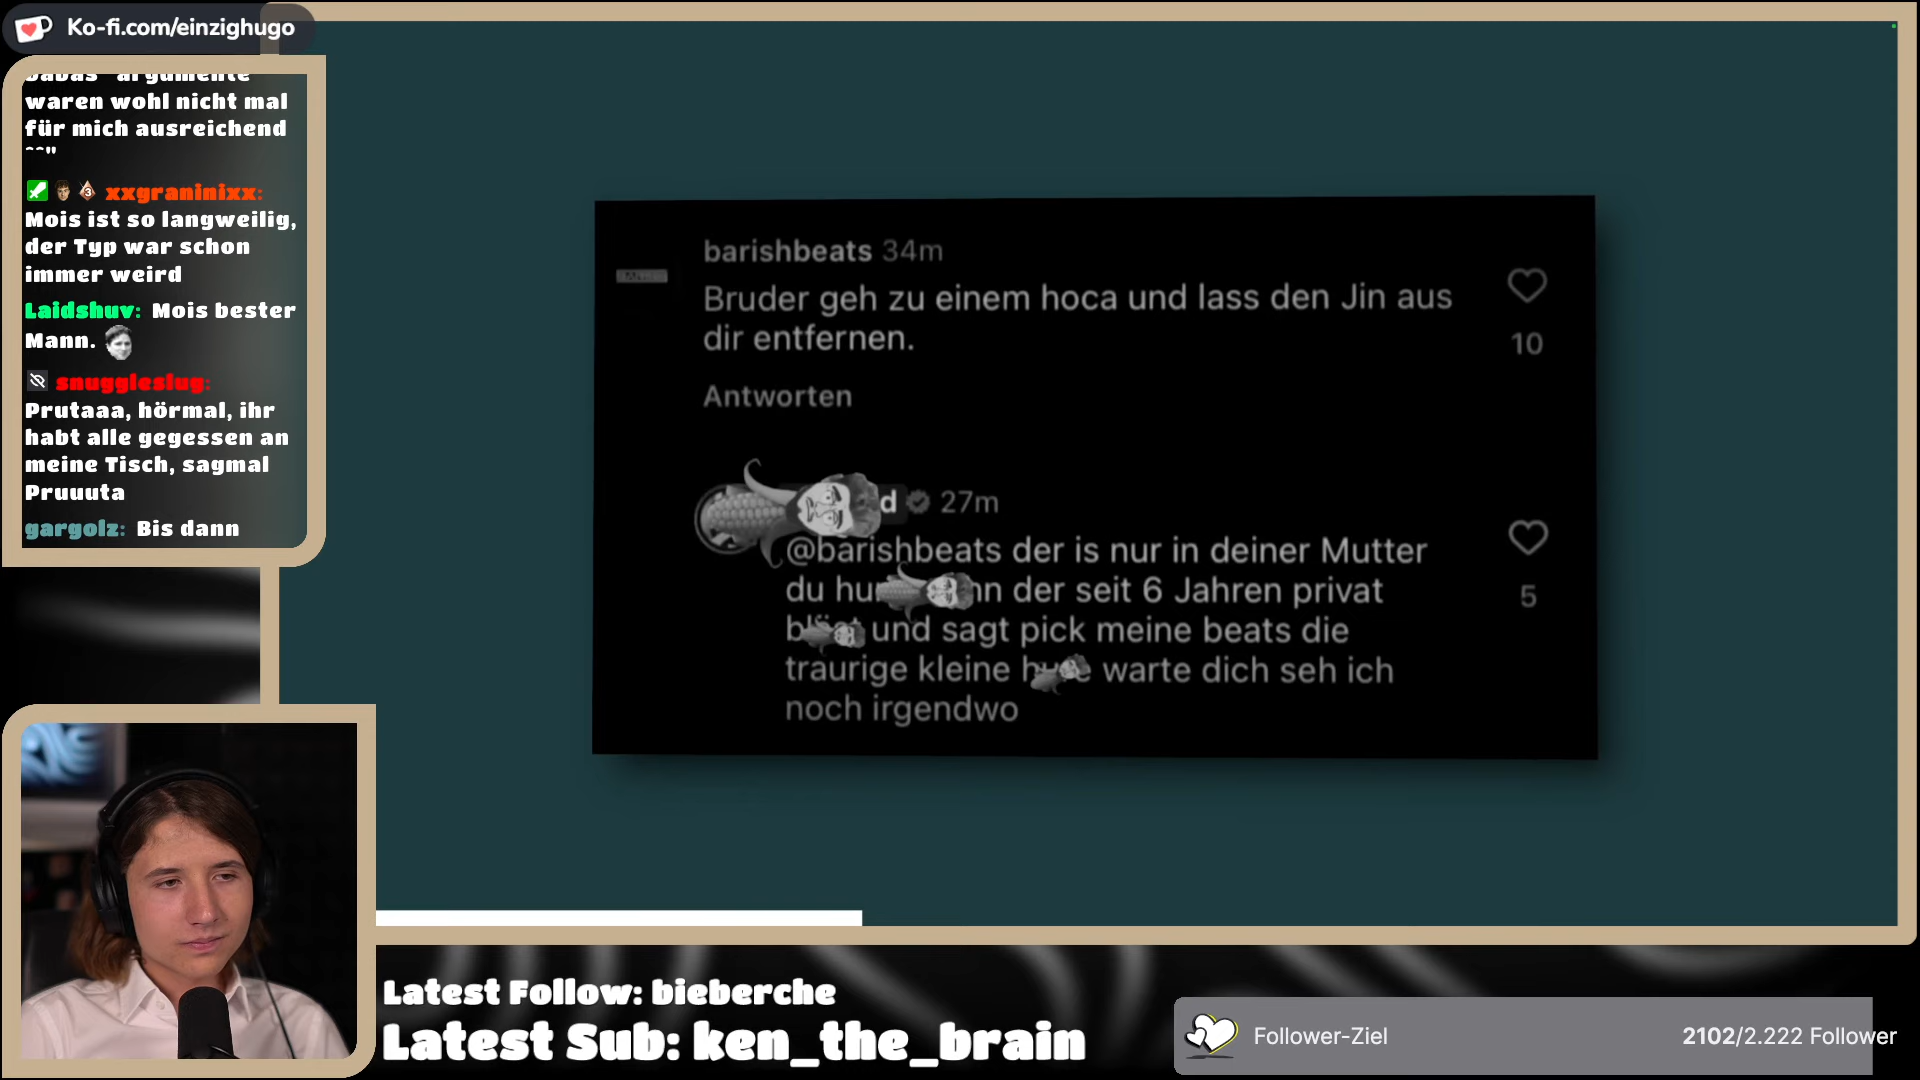 Ko-fi.com/einzighugo
waren wohl nicht mal
für mich ausreichend
xxgraninixx:
Mois ist so langweilig,
der Typ war schon
immer weird
Laidshuv: Mois bester
Mann.
snuggleslug:
Prutaaa, hörmal, ihr
habt alle gegessen an
meine Tisch, sagmal
Pruuuta
gargolz: Bis dann
barishbeats 34m
Bruder geh zu einem hoca und lass den Jin aus
dir entfernen.
10
Antworten
27m
@barishbeats der is nur in deiner Mutter
du der seit 6 Jahren privat
und sagt pick meine beats die
traurige kleine warte dich seh ich
noch irgendwo
5
Latest Follow: bieberche
Latest Sub: ken_the_brain
Follower-Ziel
2102/2.222 Follower